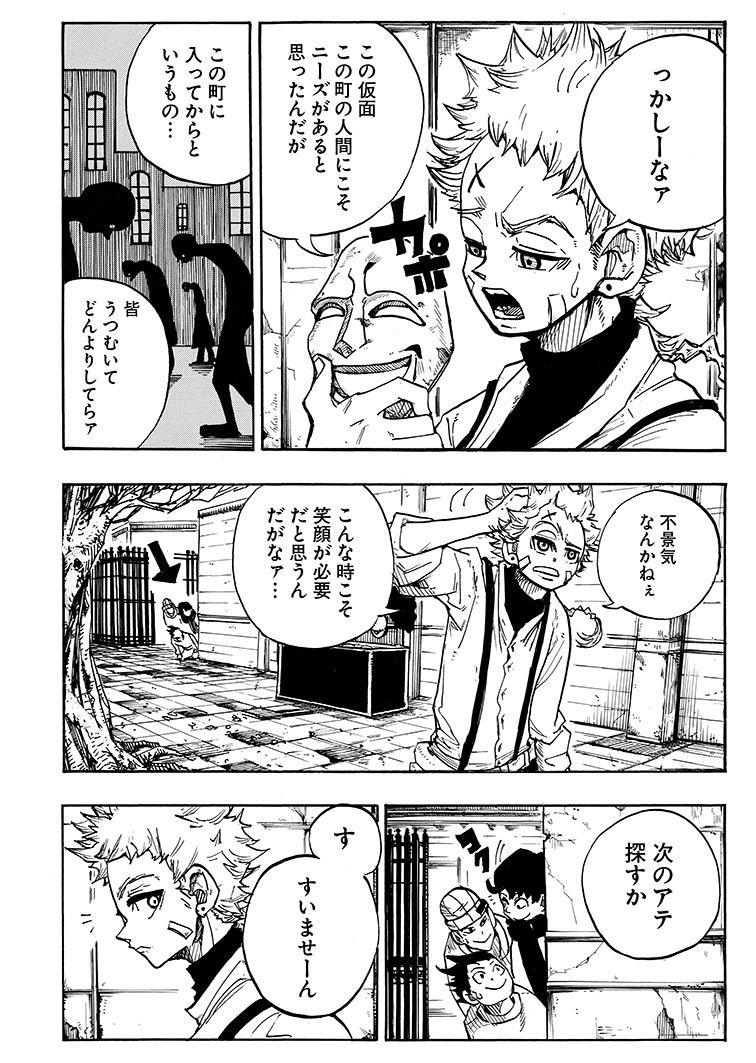 っかしーなァ
この仮面
この町の人間にこそ
ニーズがあると
思ったんだが
カポ
この町に
入ってからと
いうもの…
皆
うつむいて
どんよりしてらァ
不景気
なんかねぇ
こんな時こそ
笑顔が必要
だと思うん
だがなァ…
次のアテ
探すか
コクッ
す
すいませーん